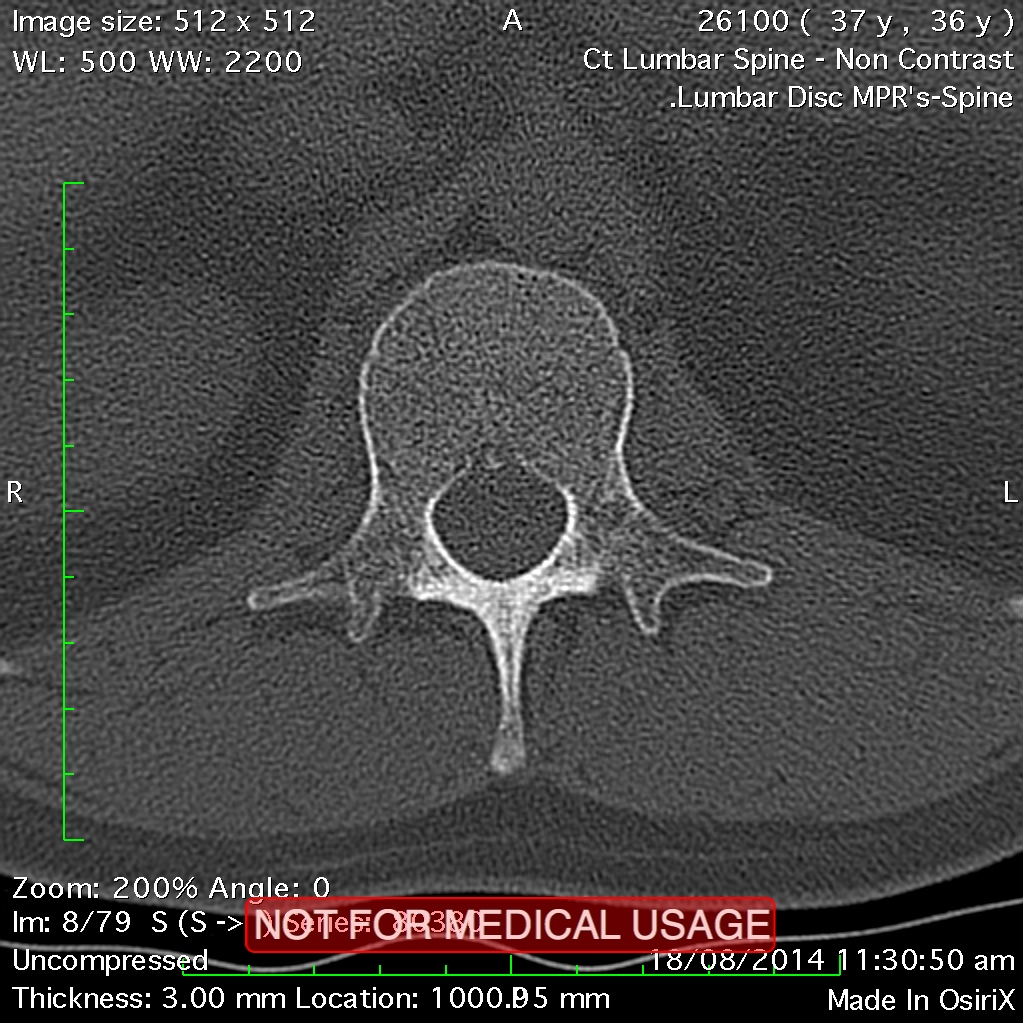 Image size: 512 x 512
WL: 500 WW: 2200
A
26100 ( 37 y , 36 y )
Ct Lumbar Spine - Non Contrast
.Lumbar Disc MPR's-Spine
R
L
Zoom: 200% Angle: 0
Im: 8/79 S (S -> ) Series:
NOT FOR MEDICAL USAGE
Uncompressed
18/08/2014 11:30:50 am
Thickness: 3.00 mm Location: 1000.95 mm
Made In OsiriX